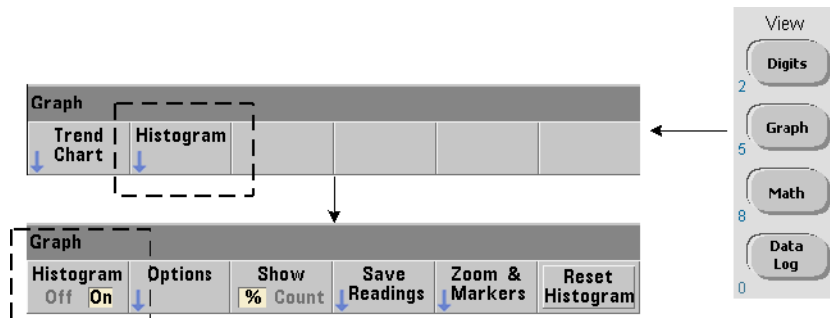 View
Digits
2
Graph
5
Math
8
Data
Log
0
Graph
Trend
Chart
Histogram
Graph
Histogram
Off On
Options
Show
% Count
Save
Readings
Zoom &
Markers
Reset
Histogram